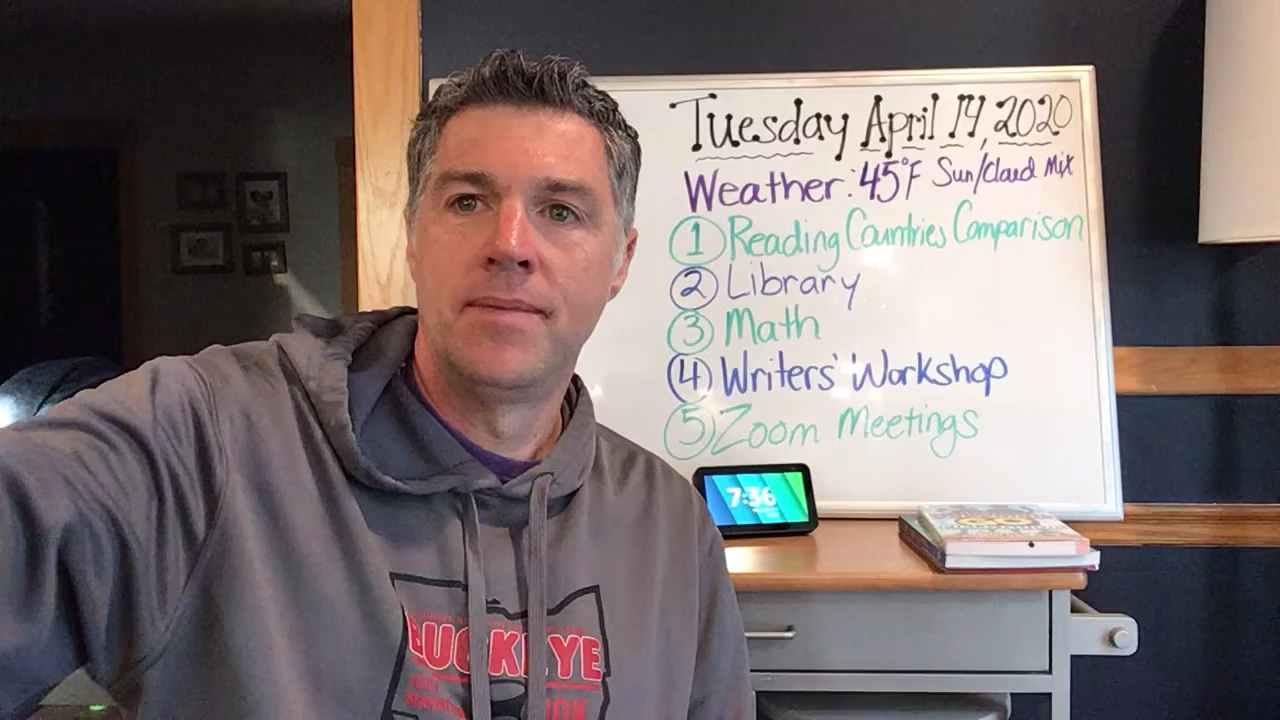 Tuesday April 14, 2020
Weather: 45°F Sun/Cloud Mix
1 Reading Countries Comparison
2 Library
3 Math
4 Writers' Workshop
5 Zoom Meetings
7:36
GO
BUCKEYE